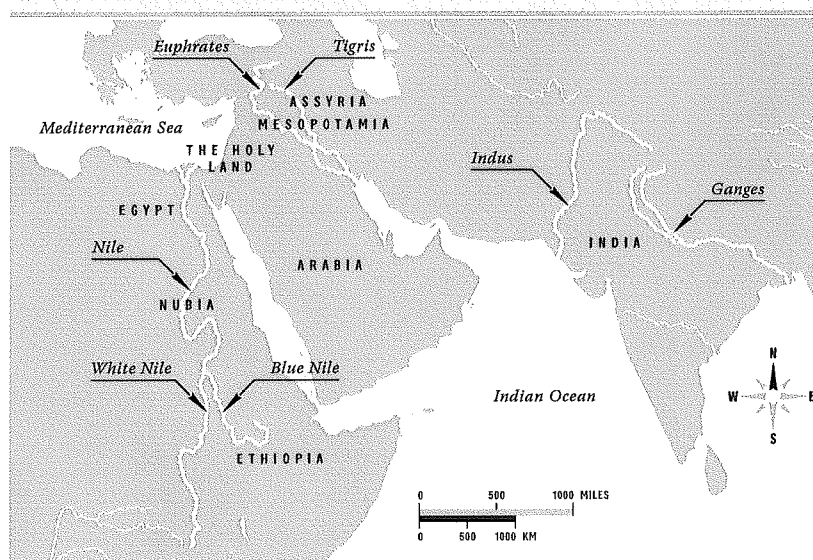 Euphrates
Tigris
ASSYRIA
MESOPOTAMIA
Mediterranean Sea
THE HOLY
LAND
Indus
Ganges
EGYPT
INDIA
Nile
ARABIA
NUBIA
White Nile
Blue Nile
Indian Ocean
N
W E
S
ETHIOPIA
0 500 1000 MILES
0 500 1000 KM